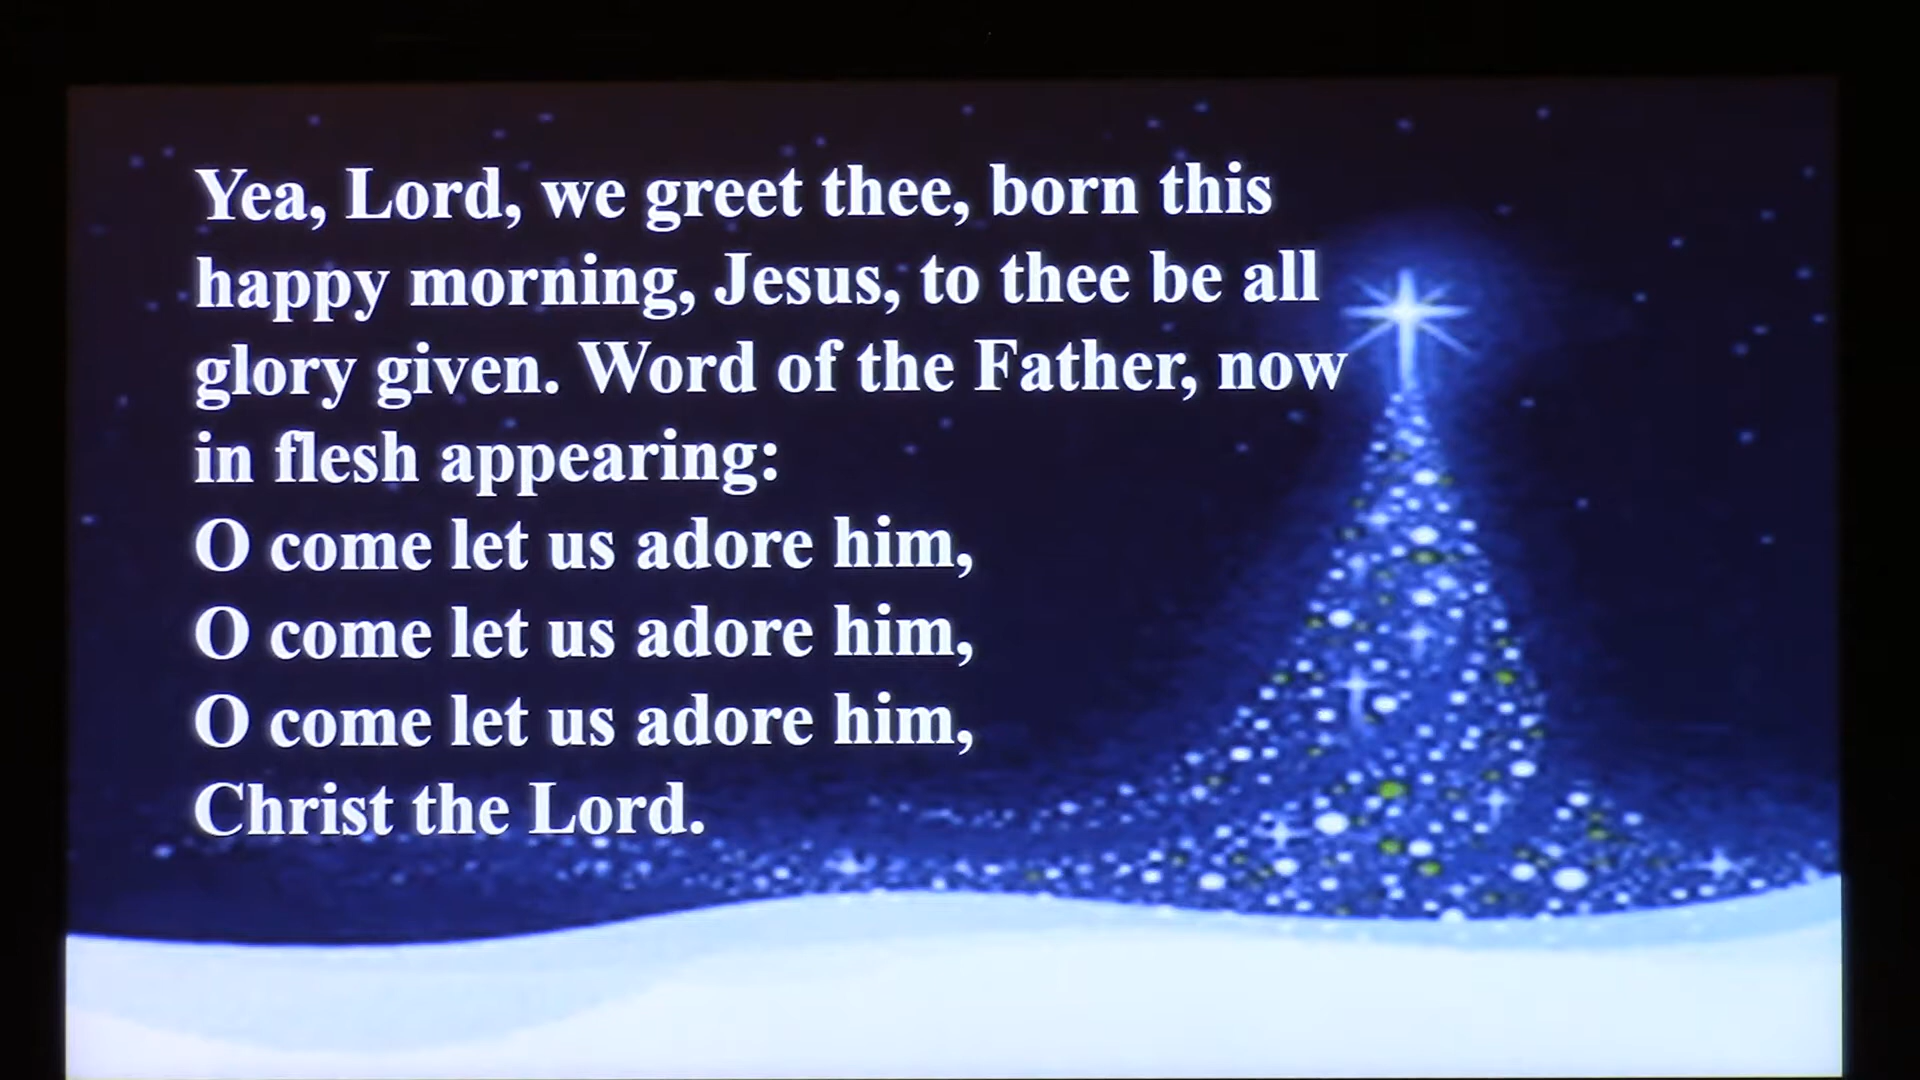 Yea, Lord, we greet thee, born this
happy morning, Jesus, to thee be all
glory given. Word of the Father, now
in flesh appearing:
O come let us adore him,
O come let us adore him,
O come let us adore him,
Christ the Lord.